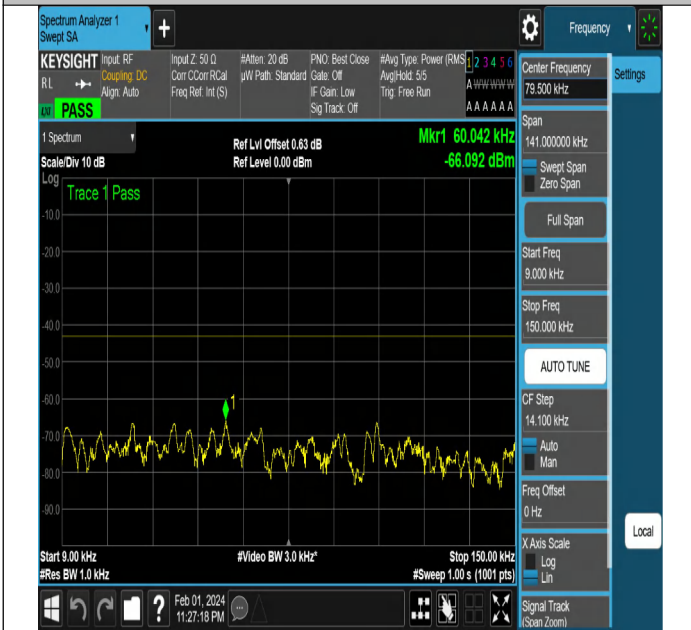 Spectrum Analyzer 1
Swept SA
Frequency
KEYSIGHT
RL
PASS
Input: RF
Coupling: DC
Align: Auto
Input Z: 50 Ω
Corr CCorr RCal
Freq Ref: Int (S)
#Atten: 20 dB
µW Path: Standard
PNO: Best Close
Gate: Off
IF Gain: Low
Sig Track: Off
#Avg Type: Power (RMS
Avg|Hold: 5/5
Trig: Free Run
1 2 3 4 5 6
A W W W W W
A A A A A A
1 Spectrum
Scale/Div 10 dB
Ref Lvl Offset 0.63 dB
Ref Level 0.00 dBm
Mkr1 60.042 kHz
-66.092 dBm
Log
Trace 1 Pass
-10.0
-20.0
-30.0
-40.0
-50.0
-60.0
-70.0
-80.0
-90.0
1
Start 9.00 kHz
#Res BW 1.0 kHz
#Video BW 3.0 kHz*
Stop 150.00 kHz
#Sweep 1.00 s (1001 pts)
Center Frequency
79.500 kHz
Span
141.000000 kHz
Swept Span
Zero Span
Full Span
Start Freq
9.000 kHz
Stop Freq
150.000 kHz
AUTO TUNE
CF Step
14.100 kHz
Auto
Man
Freq Offset
0 Hz
X Axis Scale
Log
Lin
Signal Track
(Span Zoom)
Settings
Local
?
Feb 01, 2024
11:27:18 PM